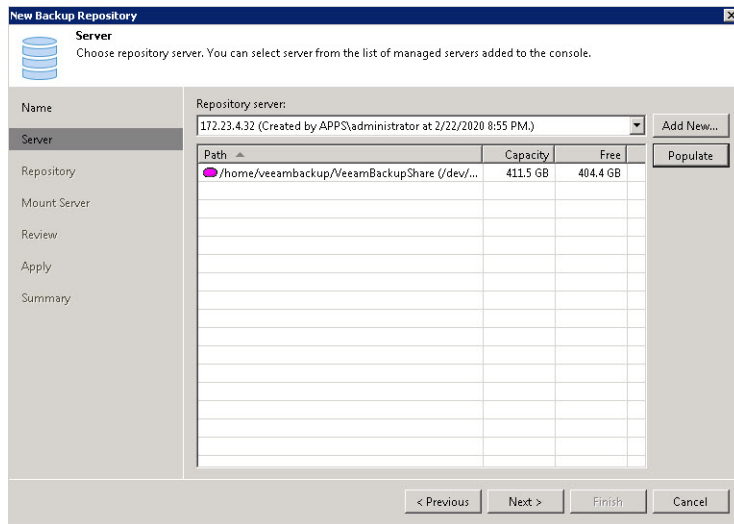 New Backup Repository
Server
Choose repository server. You can select server from the list of managed servers added to the console.
Name
Server
Repository
Mount Server
Review
Apply
Summary
Repository server:
172.23.4.32 (Created by APPS\administrator at 2/22/2020 8:55 PM.)
Add New...
Populate
Path Capacity Free
/home/veeambackup/VeeamBackupShare (/dev/... 411.5 GB 404.4 GB
< Previous Next > Finish Cancel